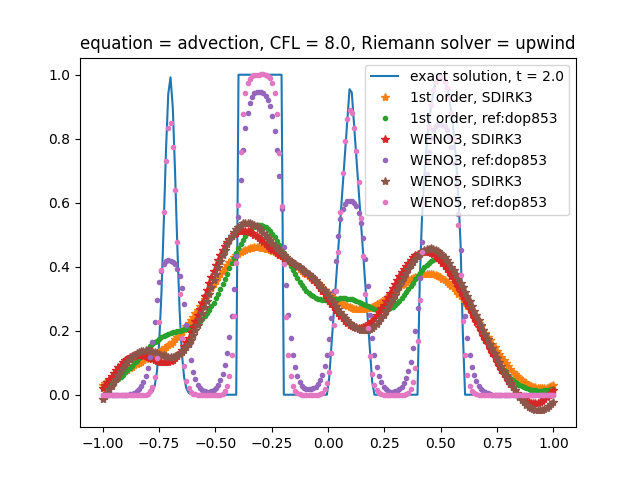 equation = advection, CFL = 8.0, Riemann solver = upwind
exact solution, t = 2.0
1st order, SDIRK3
1st order, ref:dop853
WENO3, SDIRK3
WENO3, ref:dop853
WENO5, SDIRK3
WENO5, ref:dop853
1.0
0.8
0.6
0.4
0.2
0.0
−1.00 −0.75 −0.50 −0.25 0.00 0.25 0.50 0.75 1.00